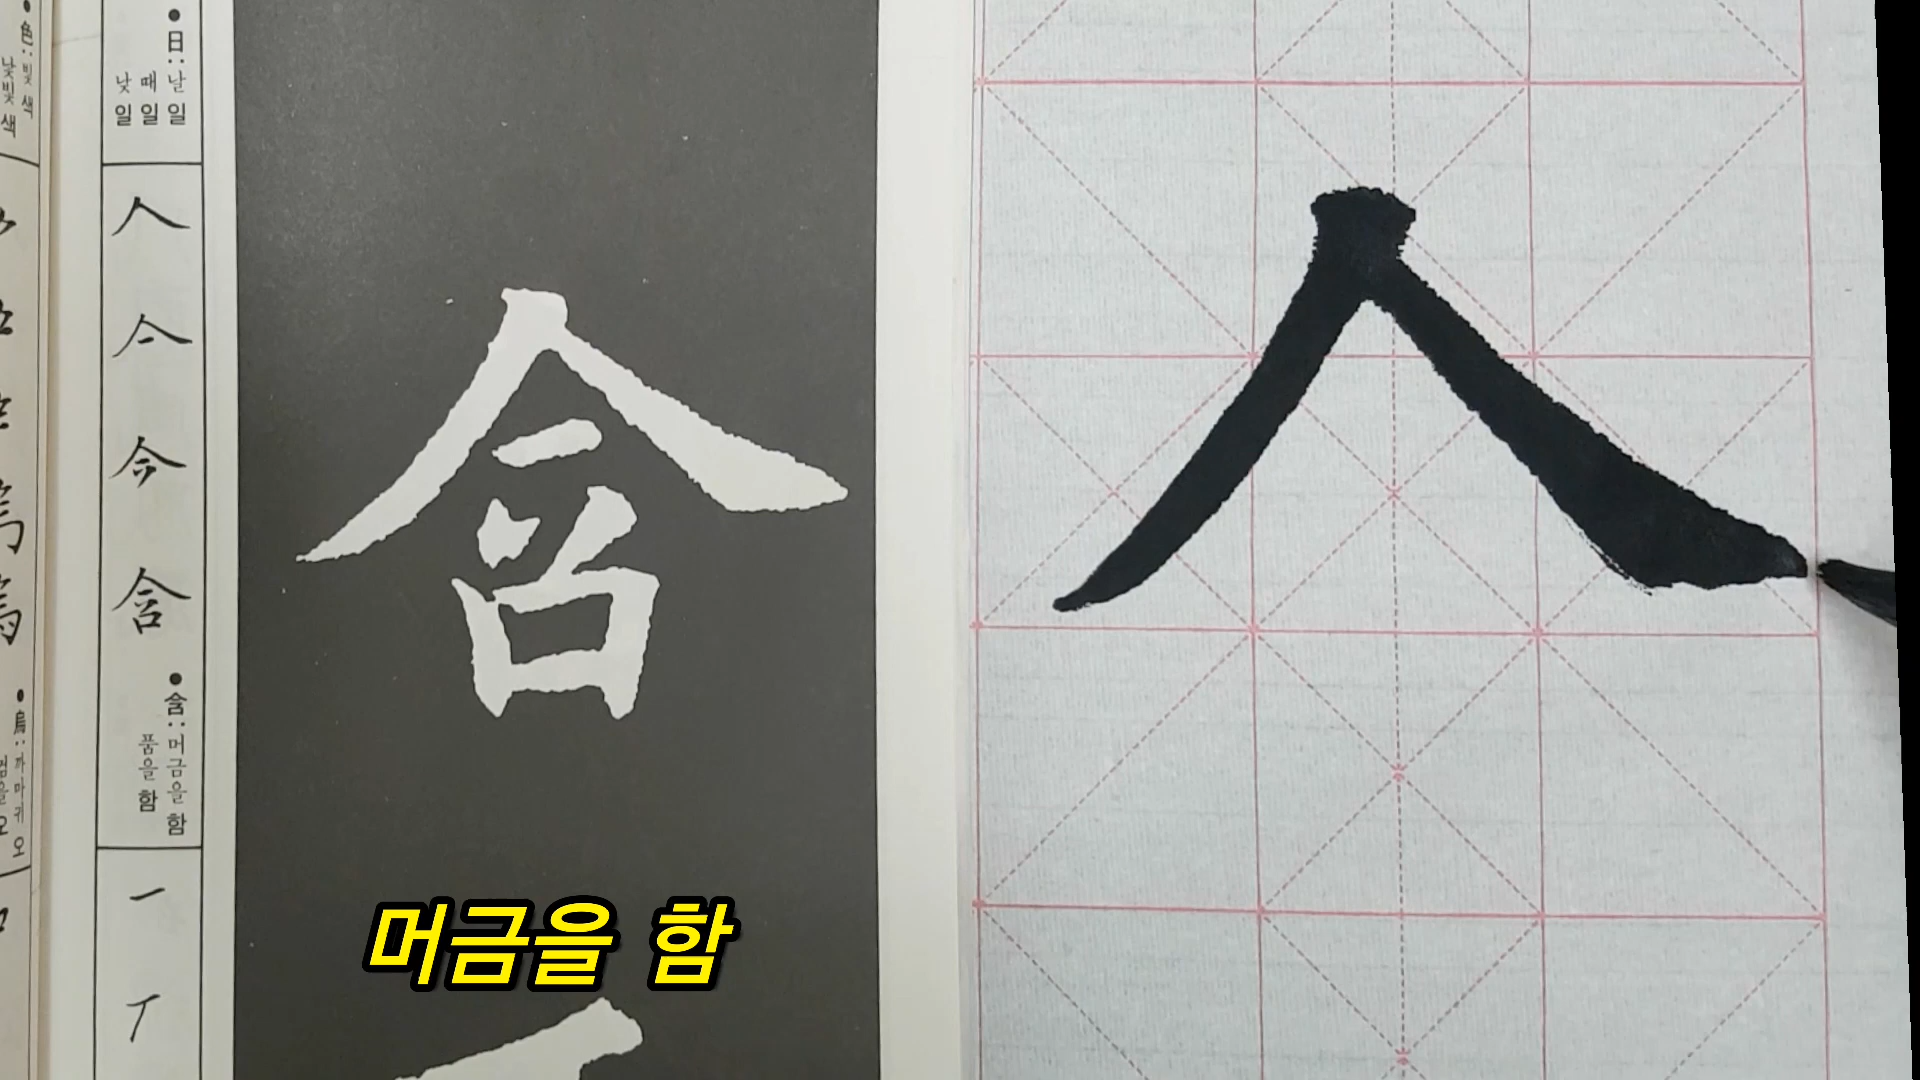 色:빛 색
낯빛 색
日:날 일
때 일
낮 일
人
亼
今
含
含:머금을 함
품을 함
烏:까마귀 오
검을 오
一
丆
含
머금을 함
人